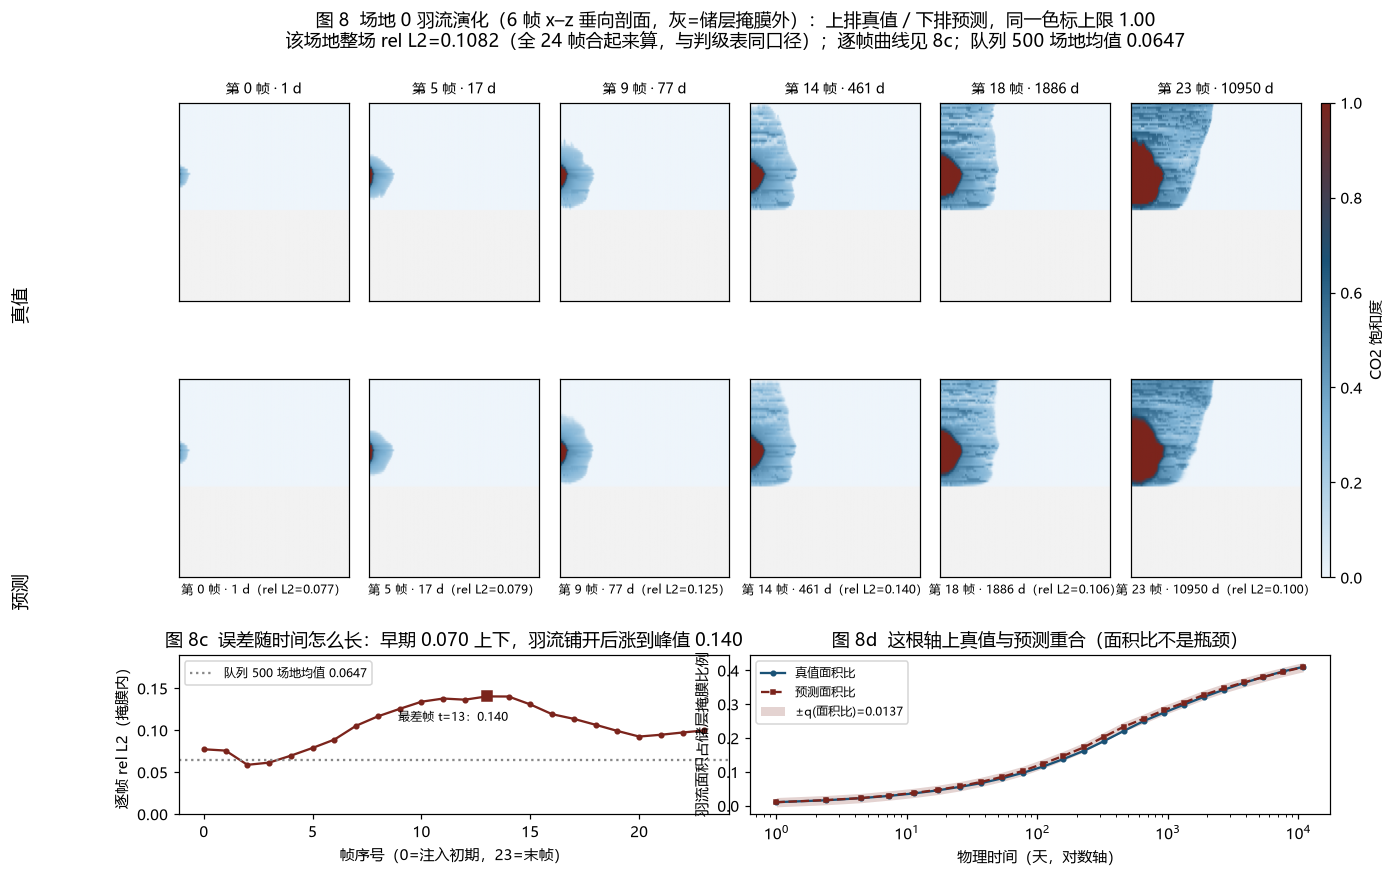 图 8  场地 0 羽流演化（6 帧 x–z 垂向剖面，灰=储层掩膜外）：上排真值 / 下排预测，同一色标上限 1.00
该场地整场 rel L2=0.1082（全 24 帧合起来算，与判级表同口径）；逐帧曲线见 8c；队列 500 场地均值 0.0647
第 0 帧 · 1 d
第 5 帧 · 17 d
第 9 帧 · 77 d
第 14 帧 · 461 d
第 18 帧 · 1886 d
第 23 帧 · 10950 d
真值
1.0
0.8
0.6
0.4
0.2
0.0
CO2 饱和度
预测
第 0 帧 · 1 d（rel L2=0.077）
第 5 帧 · 17 d（rel L2=0.079）
第 9 帧 · 77 d（rel L2=0.125）
第 14 帧 · 461 d（rel L2=0.140）
第 18 帧 · 1886 d（rel L2=0.106）
第 23 帧 · 10950 d（rel L2=0.100）
图 8c  误差随时间怎么长：早期 0.070 上下，羽流铺开后涨到峰值 0.140
队列 500 场地均值 0.0647
最差帧 t=13：0.140
逐帧 rel L2（掩膜内）
0.15
0.10
0.05
0.00
0
5
10
15
20
帧序号（0=注入初期，23=末帧）
图 8d  这根轴上真值与预测重合（面积比不是瓶颈）
真值面积比
预测面积比
±q(面积比)=0.0137
羽流面积占储层掩膜比例
0.4
0.3
0.2
0.1
0.0
10⁰
10¹
10²
10³
10⁴
物理时间（天，对数轴）